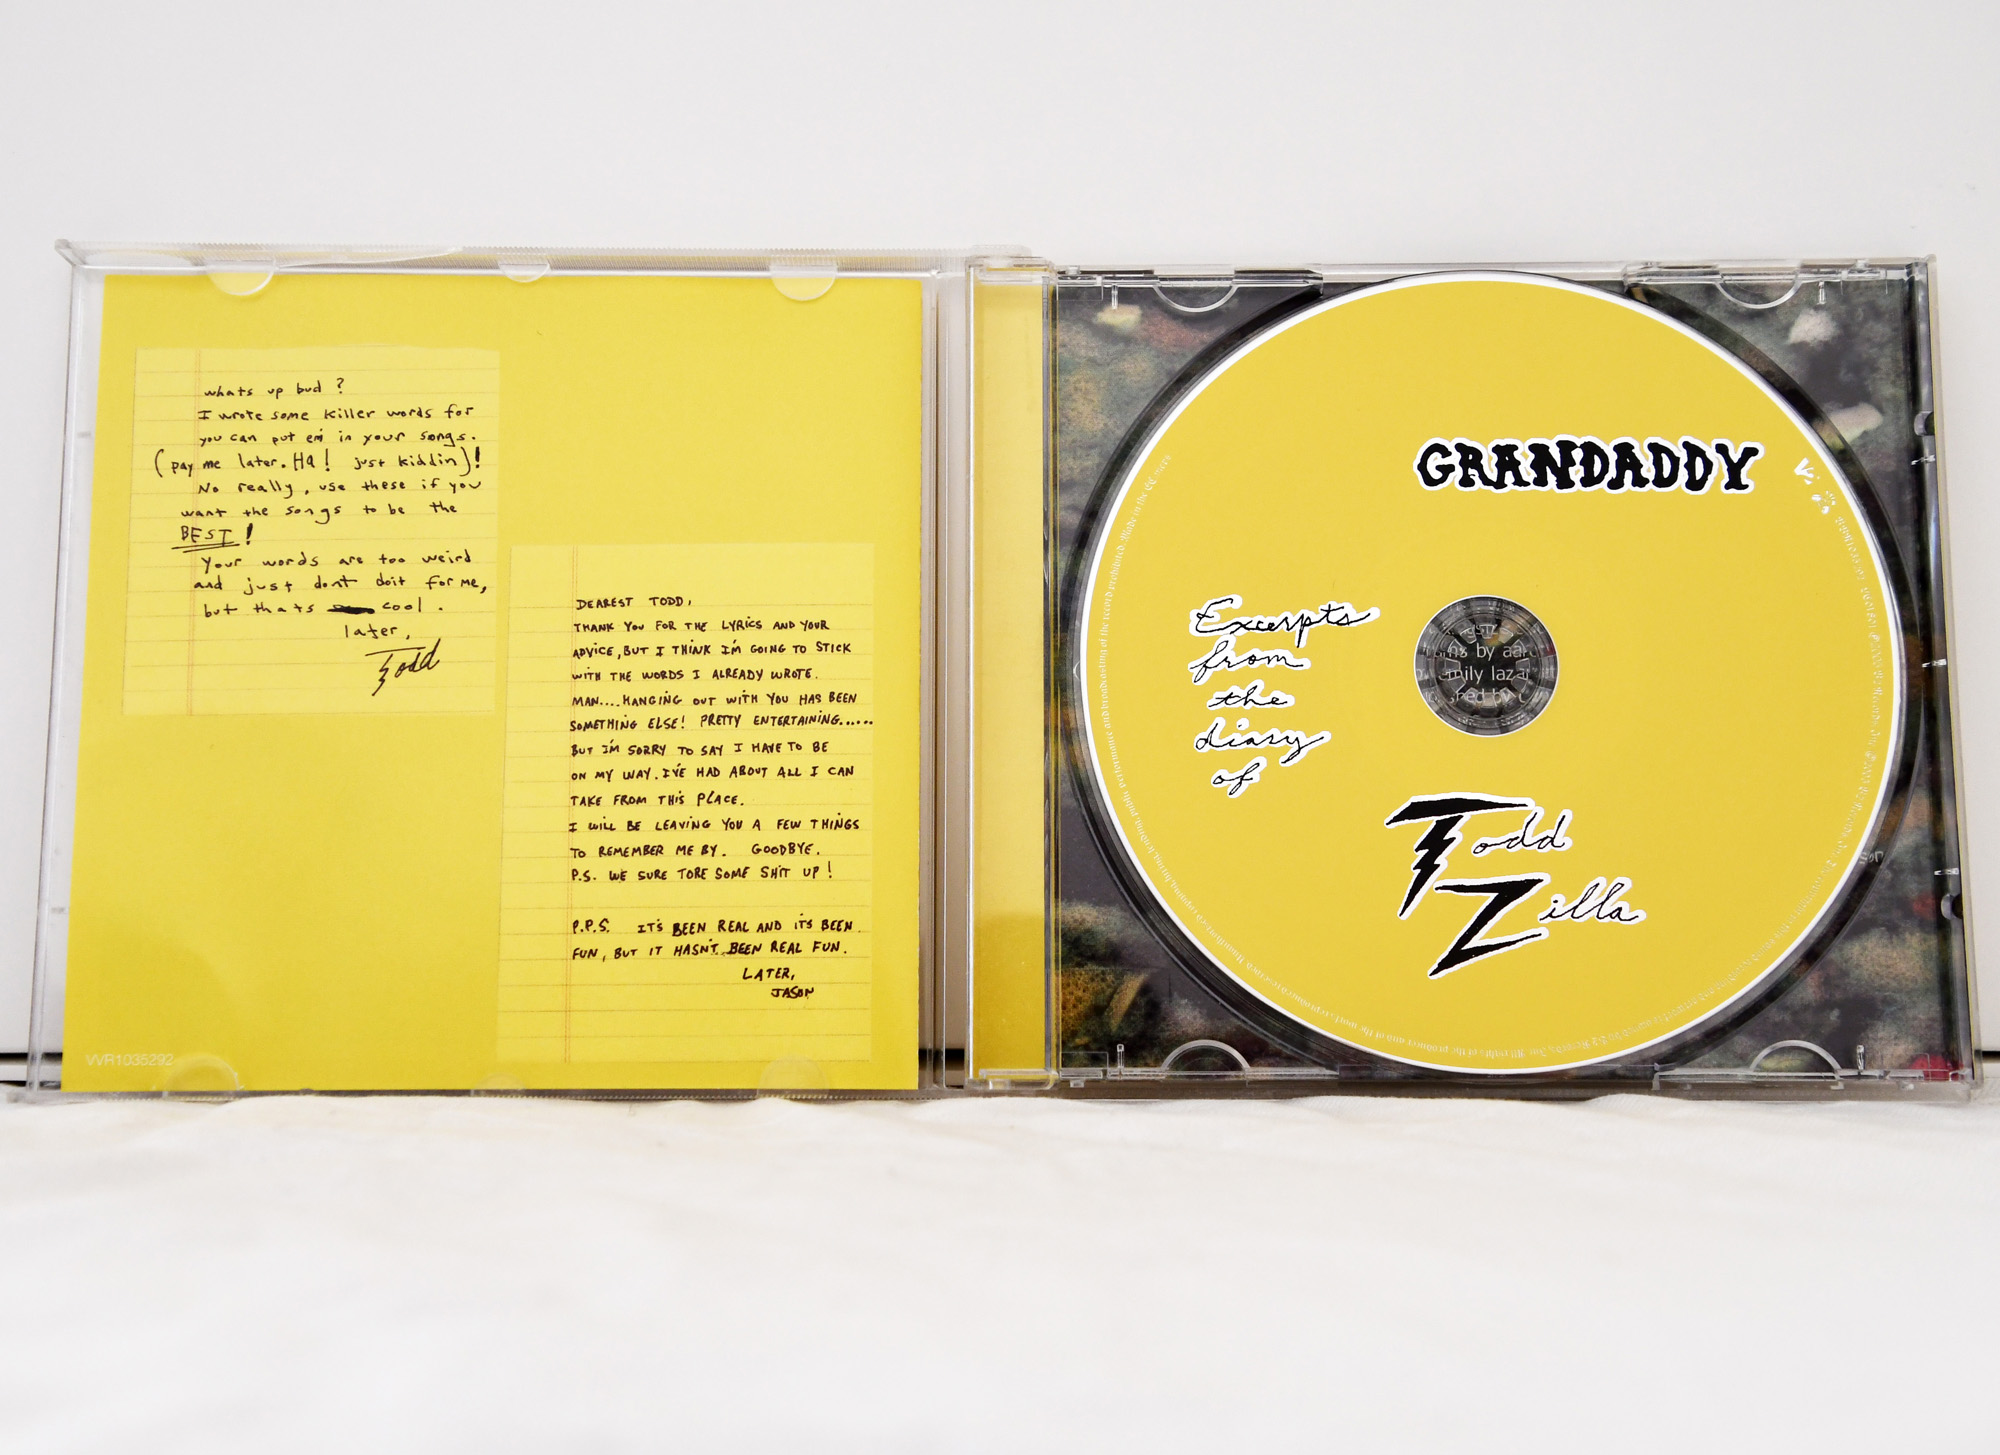 whats up bud ?
I wrote some killer words for
you can put em' in your songs.
(pay me later. HA! just kiddin)!
No really, use these if you
want the songs to be the
BEST!
Your words are too weird
and just dont doit for me,
but thats cool.
later,
Todd
DEAREST TODD,
THANK YOU FOR THE LYRICS AND YOUR
ADVICE, BUT I THINK I'M GOING TO STICK
WITH THE WORDS I ALREADY WROTE.
MAN....HANGING OUT WITH YOU HAS BEEN
SOMETHING ELSE! PRETTY ENTERTAINING......
BUT I'M SORRY TO SAY I HAVE TO BE
ON MY WAY. I'VE HAD ABOUT ALL I CAN
TAKE FROM THIS PLACE.
I WILL BE LEAVING YOU A FEW THINGS
TO REMEMBER ME BY. GOODBYE.
P.S. WE SURE TORE SOME SHIT UP!
P.P.S. IT'S BEEN REAL AND IT'S BEEN
FUN, BUT IT HASN'T BEEN REAL FUN.
LATER,
JASON
VVR1035292
GRANDADDY
Excerpts
from
the
diary
of
Todd
Zilla
by aar
mily laza